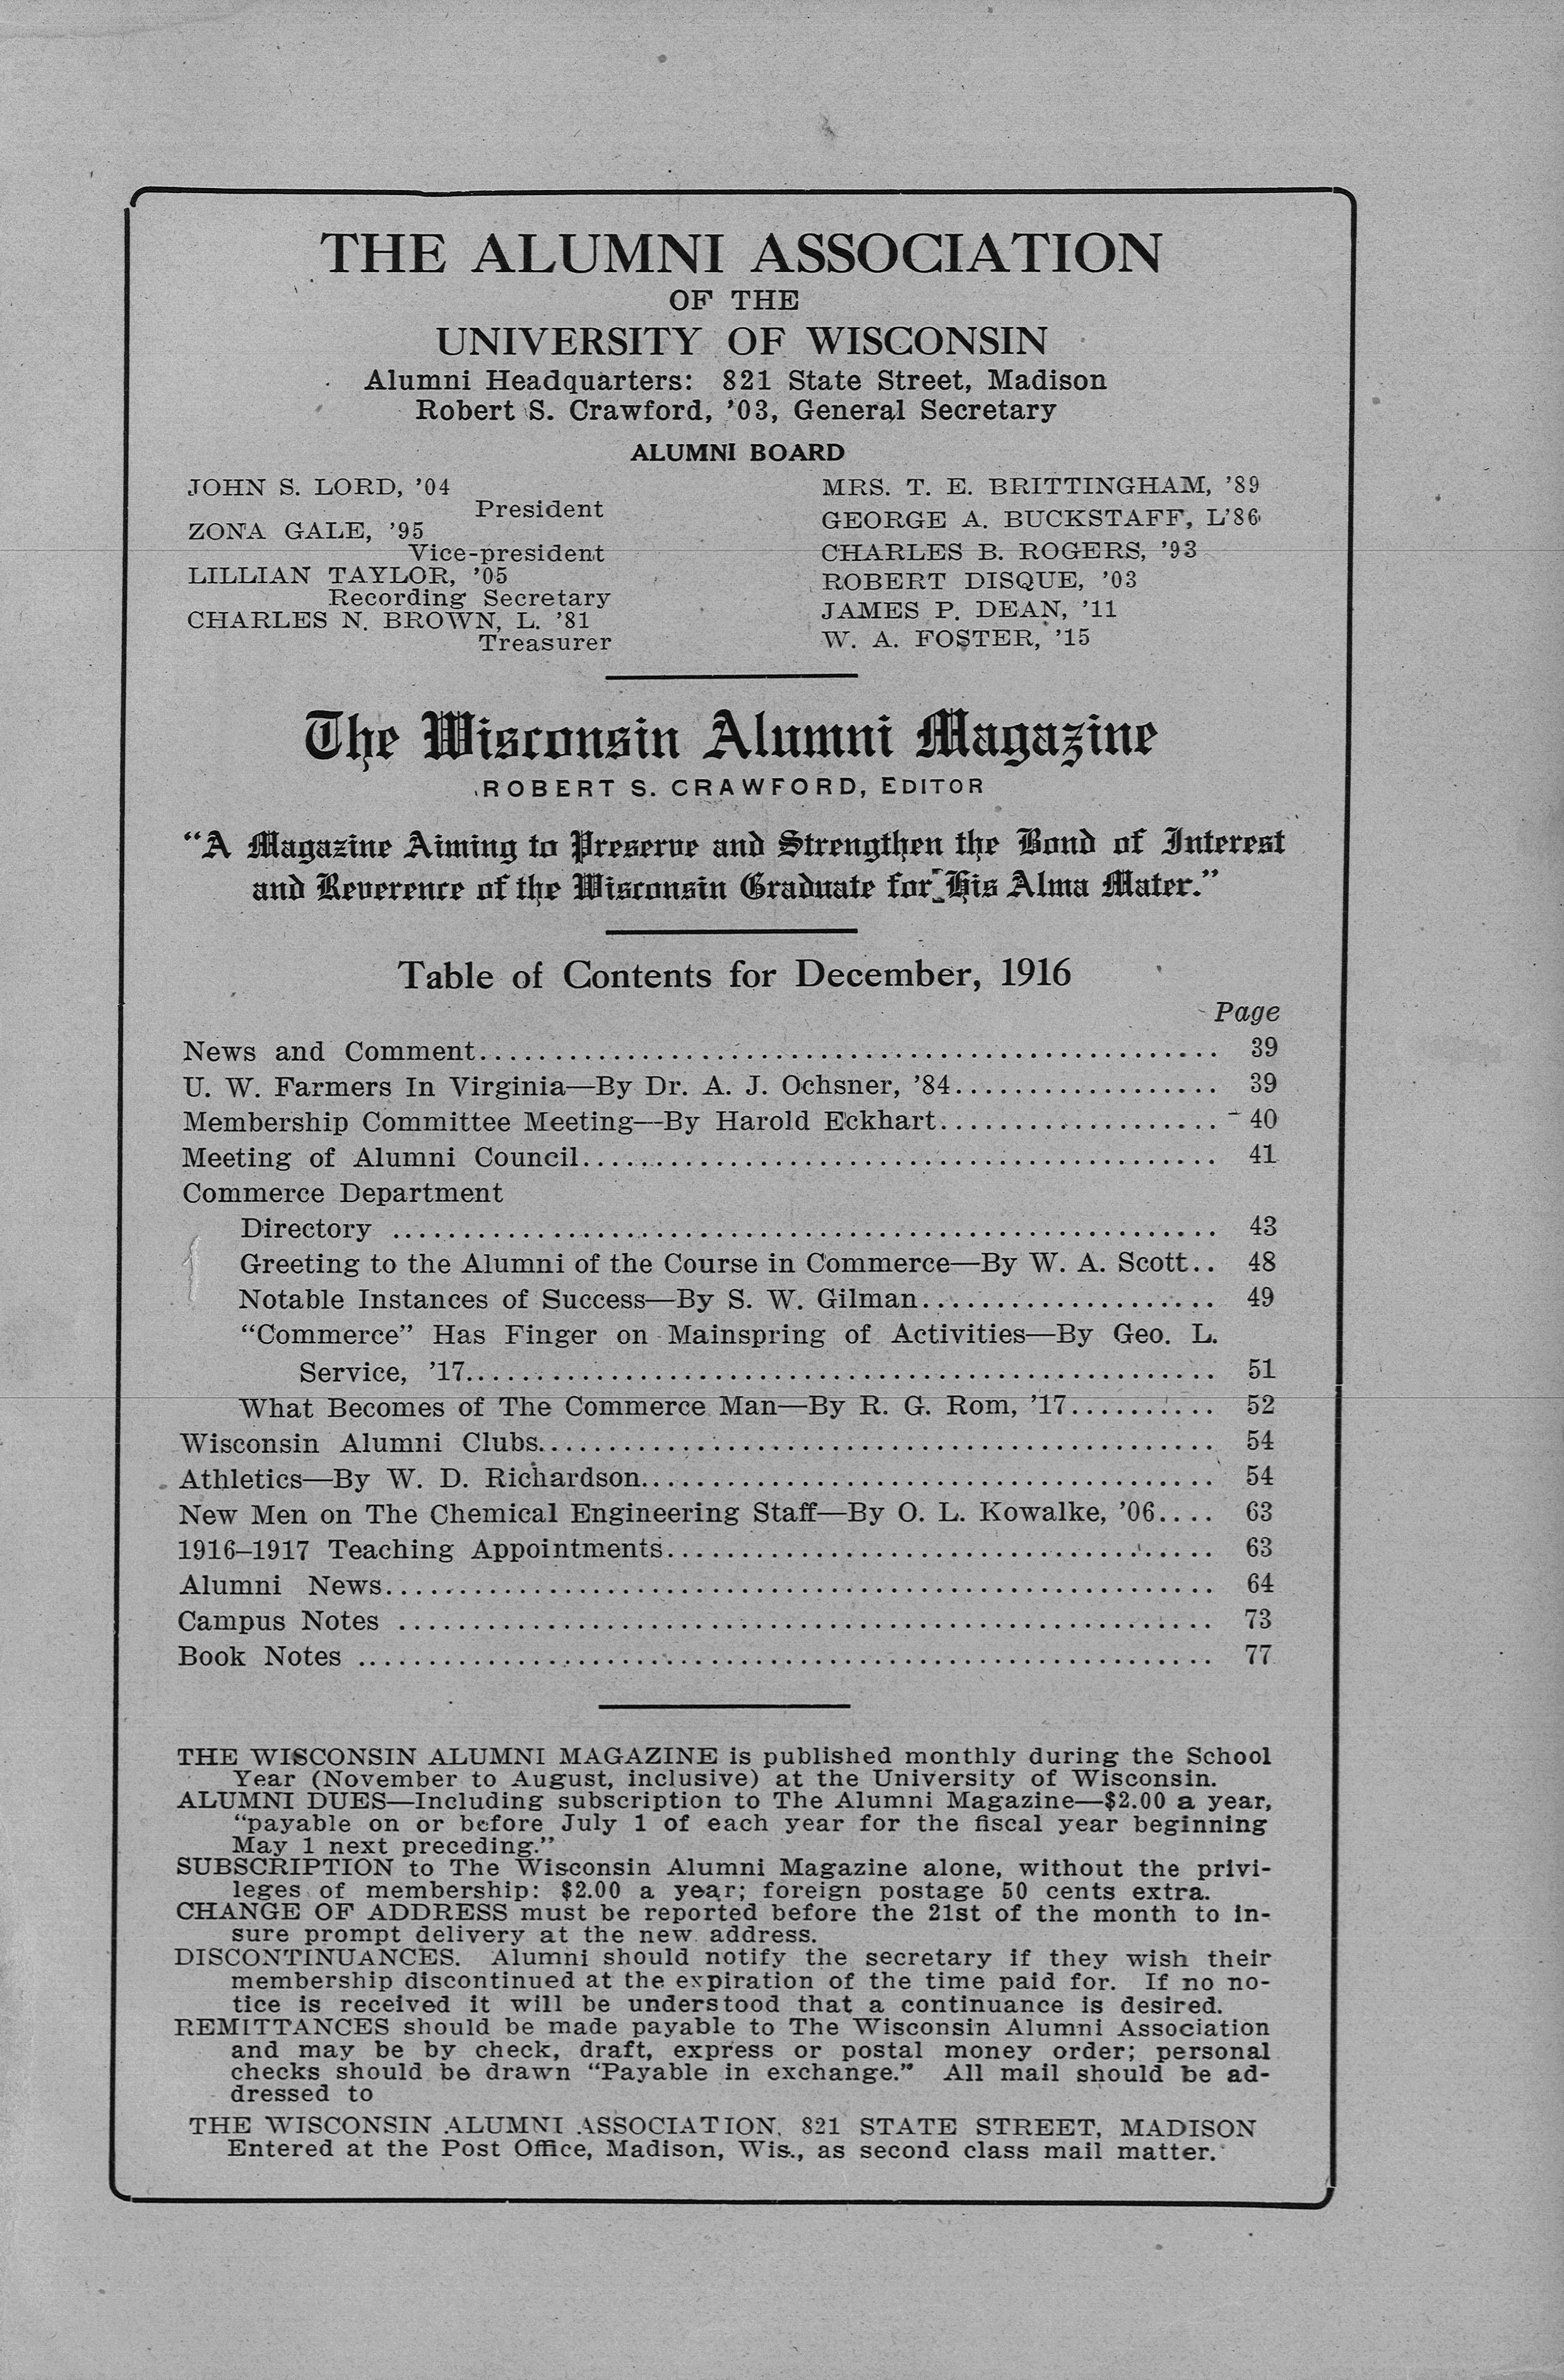 THE ALUMNI ASSOCIATION
OF THE
UNIVERSITY OF WISCONSIN
Alumni Headquarters: 821 State Street, Madison
Robert S. Crawford, '03, General Secretary
ALUMNI BOARD
JOHN S. LORD, '04
President
ZONA GALE, '95
Vice-president
LILLIAN TAYLOR, '05
Recording Secretary
CHARLES N. BROWN, L. '81
Treasurer
MRS. T. E. BRITTINGHAM, '89
GEORGE A. BUCKSTAFF, L'86
CHARLES B. ROGERS, '93
ROBERT DISQUE, '03
JAMES P. DEAN, '11
W. A. FOSTER, '15
The Wisconsin Alumni Magazine
ROBERT S. CRAWFORD, EDITOR
"A Magazine Aiming to Preserve and Strengthen the Bond of Interest
and Reverence of the Wisconsin Graduate for His Alma Mater."
Table of Contents for December, 1916
Page
News and Comment.................................................. 39
U. W. Farmers In Virginia—By Dr. A. J. Ochsner, '84.................. 39
Membership Committee Meeting—By Harold Eckhart................... 40
Meeting of Alumni Council........................................... 41
Commerce Department
Directory ........................................................ 43
Greeting to the Alumni of the Course in Commerce—By W. A. Scott.. 48
Notable Instances of Success—By S. W. Gilman.................... 49
"Commerce" Has Finger on Mainspring of Activities—By Geo. L.
Service, '17................................................... 51
What Becomes of The Commerce Man—By R. G. Rom, '17.......... 52
Wisconsin Alumni Clubs.............................................. 54
Athletics—By W. D. Richardson....................................... 54
New Men on The Chemical Engineering Staff—By O. L. Kowalke, '06.... 63
1916–1917 Teaching Appointments..................................... 63
Alumni News........................................................ 64
Campus Notes ....................................................... 73
Book Notes .......................................................... 77
THE WISCONSIN ALUMNI MAGAZINE is published monthly during the School
Year (November to August, inclusive) at the University of Wisconsin.
ALUMNI DUES—Including subscription to The Alumni Magazine—$2.00 a year,
"payable on or before July 1 of each year for the fiscal year beginning
May 1 next preceding."
SUBSCRIPTION to The Wisconsin Alumni Magazine alone, without the privi-
leges of membership: $2.00 a year; foreign postage 50 cents extra.
CHANGE OF ADDRESS must be reported before the 21st of the month to in-
sure prompt delivery at the new address.
DISCONTINUANCES. Alumni should notify the secretary if they wish their
membership discontinued at the expiration of the time paid for. If no no-
tice is received it will be understood that a continuance is desired.
REMITTANCES should be made payable to The Wisconsin Alumni Association
and may be by check, draft, express or postal money order; personal
checks should be drawn "Payable in exchange." All mail should be ad-
dressed to
THE WISCONSIN ALUMNI ASSOCIATION, 821 STATE STREET, MADISON
Entered at the Post Office, Madison, Wis., as second class mail matter.